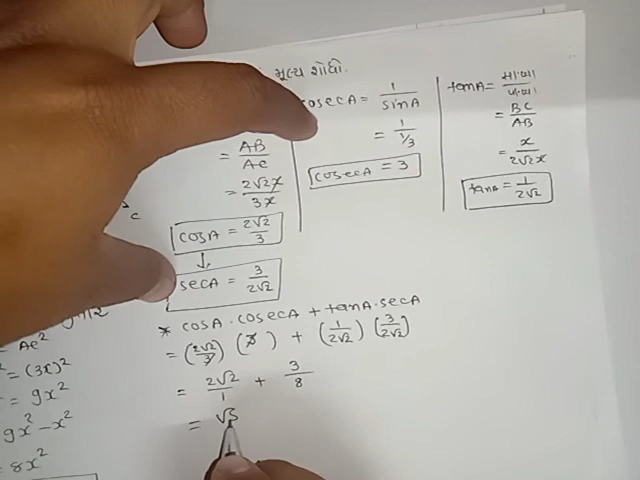 મૂલ્ય શોધો.
= AB/AC
= 2√2x/3x
cosA = 2√2/3
↓
secA = 3/2√2
cosecA = 1/sinA
= 1/⅓
cosecA = 3
tanA = સા.બા/પા.બા
= BC/AB
= x/2√2x
tanA = 1/2√2
C
* cosA · cosecA + tanA · secA
= (2√2/3) (3) + (1/2√2) (3/2√2)
= 2√2/1 + 3/8
= √8
= (3x)²
= 9x²
9x² - x²
= 8x²